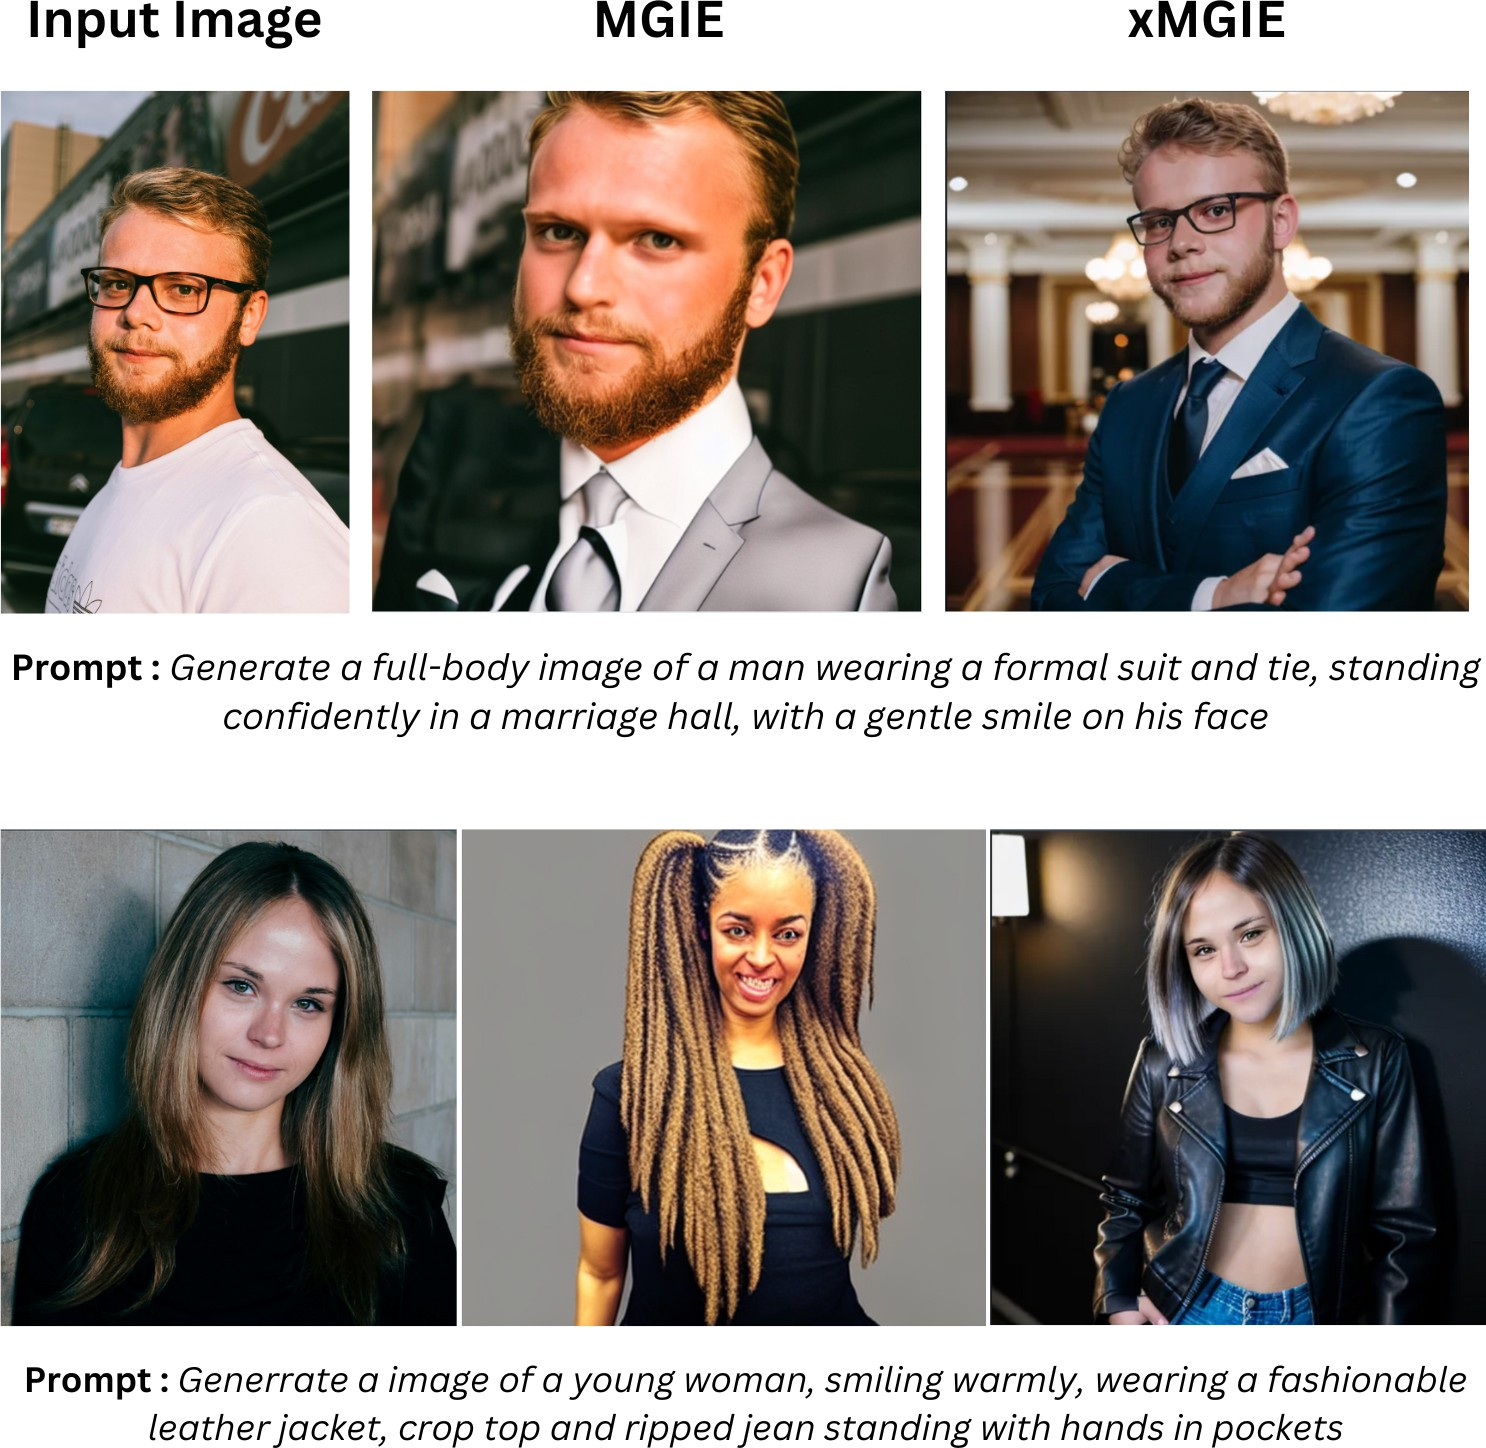 Input Image
MGIE
xMGIE
Prompt : Generate a full-body image of a man wearing a formal suit and tie, standing
confidently in a marriage hall, with a gentle smile on his face
Prompt : Generrate a image of a young woman, smiling warmly, wearing a fashionable
leather jacket, crop top and ripped jean standing with hands in pockets